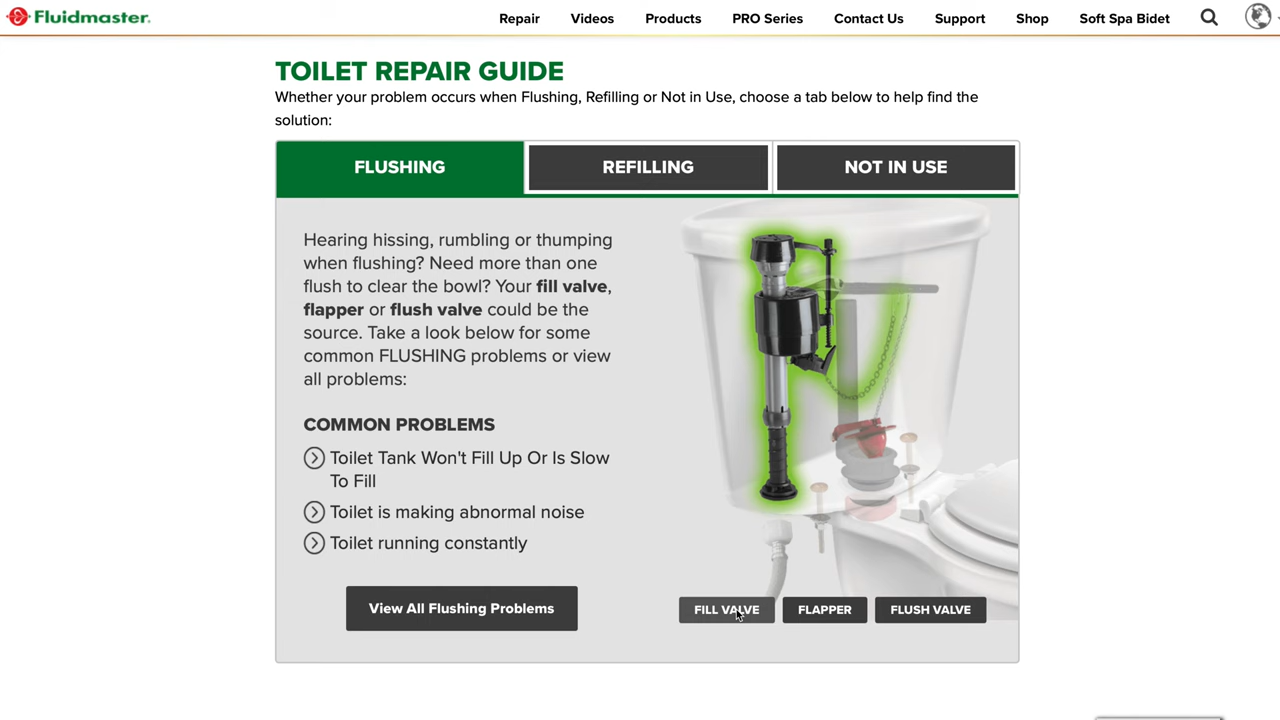 Fluidmaster.
Repair
Videos
Products
PRO Series
Contact Us
Support
Shop
Soft Spa Bidet
TOILET REPAIR GUIDE
Whether your problem occurs when Flushing, Refilling or Not in Use, choose a tab below to help find the
solution:
FLUSHING
REFILLING
NOT IN USE
Hearing hissing, rumbling or thumping
when flushing? Need more than one
flush to clear the bowl? Your fill valve,
flapper or flush valve could be the
source. Take a look below for some
common FLUSHING problems or view
all problems:
COMMON PROBLEMS
Toilet Tank Won't Fill Up Or Is Slow
To Fill
Toilet is making abnormal noise
Toilet running constantly
View All Flushing Problems
FILL VALVE
FLAPPER
FLUSH VALVE